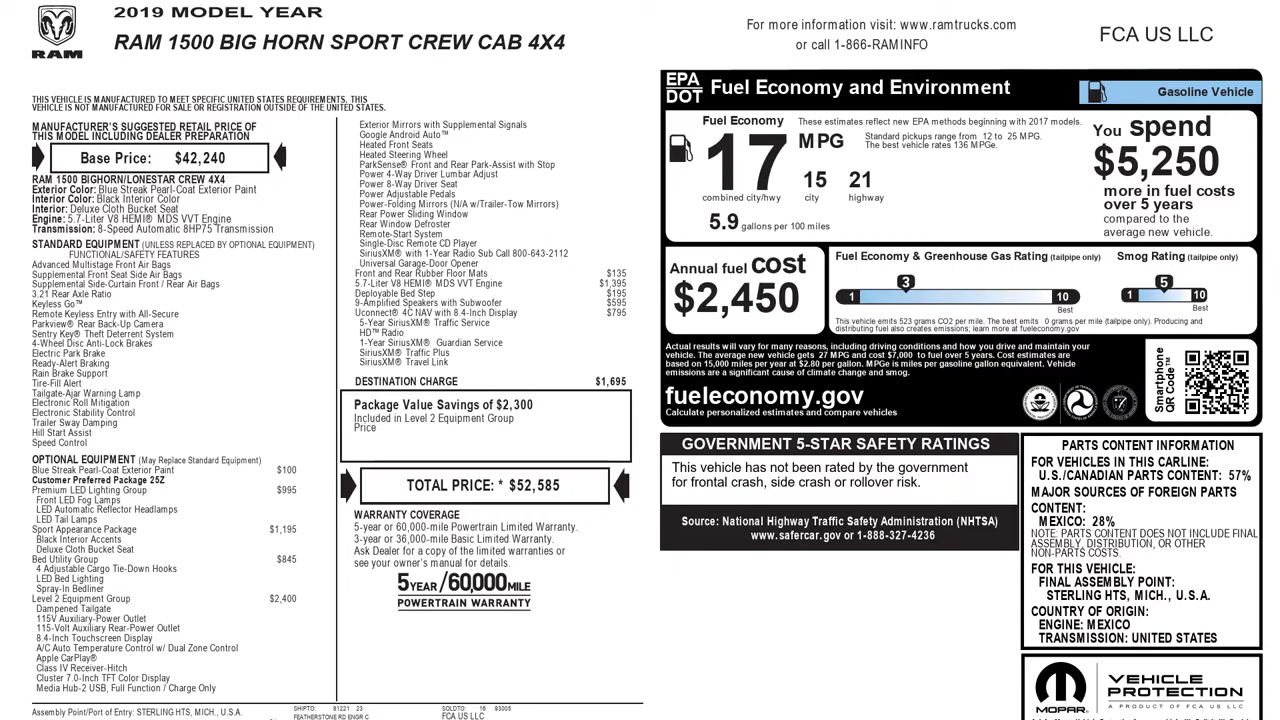 2019 MODEL YEAR
RAM 1500 BIG HORN SPORT CREW CAB 4X4
RAM
For more information visit: www.ramtrucks.com
or call 1-866-RAMINFO
FCA US LLC
THIS VEHICLE IS MANUFACTURED TO MEET SPECIFIC UNITED STATES REQUIREMENTS. THIS
VEHICLE IS NOT MANUFACTURED FOR SALE OR REGISTRATION OUTSIDE OF THE UNITED STATES.
MANUFACTURER'S SUGGESTED RETAIL PRICE OF
THIS MODEL INCLUDING DEALER PREPARATION
Base Price: $42,240
RAM 1500 BIGHORN/LONESTAR CREW 4X4
Exterior Color: Blue Streak Pearl-Coat Exterior Paint
Interior Color: Black Interior Color
Interior: Deluxe Cloth Bucket Seat
Engine: 5.7-Liter V8 HEMI® MDS VVT Engine
Transmission: 8-Speed Automatic 8HP75 Transmission
STANDARD EQUIPMENT (UNLESS REPLACED BY OPTIONAL EQUIPMENT)
FUNCTIONAL/SAFETY FEATURES
Advanced Multistage Front Air Bags
Supplemental Front Seat Side Air Bags
Supplemental Side-Curtain Front / Rear Air Bags
3.21 Rear Axle Ratio
Keyless Go™
Remote Keyless Entry with All-Secure
Parkview® Rear Back-Up Camera
Sentry Key® Theft Deterrent System
4-Wheel Disc Anti-Lock Brakes
Electric Park Brake
Ready-Alert Braking
Rain Brake Support
Tire-Fill Alert
Tailgate-Ajar Warning Lamp
Electronic Roll Mitigation
Electronic Stability Control
Trailer Sway Damping
Hill Start Assist
Speed Control
OPTIONAL EQUIPMENT (May Replace Standard Equipment)
Blue Streak Pearl-Coat Exterior Paint $100
Customer Preferred Package 25Z
Premium LED Lighting Group $995
Front LED Fog Lamps
LED Automatic Reflector Headlamps
LED Tail Lamps
Sport Appearance Package $1,195
Black Interior Accents
Deluxe Cloth Bucket Seat
Bed Utility Group $845
4 Adjustable Cargo Tie-Down Hooks
LED Bed Lighting
Spray-In Bedliner
Level 2 Equipment Group $2,400
Dampened Tailgate
115V Auxiliary-Power Outlet
115-Volt Auxiliary Rear-Power Outlet
8.4-Inch Touchscreen Display
A/C Auto Temperature Control w/ Dual Zone Control
Apple CarPlay®
Class IV Receiver-Hitch
Cluster 7.0-Inch TFT Color Display
Media Hub-2 USB, Full Function / Charge Only
Exterior Mirrors with Supplemental Signals
Google Android Auto™
Heated Front Seats
Heated Steering Wheel
ParkSense® Front and Rear Park-Assist with Stop
Power 4-Way Driver Lumbar Adjust
Power 8-Way Driver Seat
Power Adjustable Pedals
Power-Folding Mirrors (N/A w/Trailer-Tow Mirrors)
Rear Power Sliding Window
Rear Window Defroster
Remote-Start System
Single-Disc Remote CD Player
SiriusXM® with 1-Year Radio Sub Call 800-643-2112
Universal Garage-Door Opener
Front and Rear Rubber Floor Mats $135
5.7-Liter V8 HEMI® MDS VVT Engine $1,395
Deployable Bed Step $195
9-Amplified Speakers with Subwoofer $595
Uconnect® 4C NAV with 8.4-Inch Display $795
5-Year SiriusXM® Traffic Service
HD™ Radio
1-Year SiriusXM® Guardian Service
SiriusXM® Traffic Plus
SiriusXM® Travel Link
DESTINATION CHARGE $1,695
Package Value Savings of $2,300
Included in Level 2 Equipment Group
Price
TOTAL PRICE: * $52,585
WARRANTY COVERAGE
5-year or 60,000-mile Powertrain Limited Warranty.
3-year or 36,000-mile Basic Limited Warranty.
Ask Dealer for a copy of the limited warranties or
see your owner's manual for details.
5 YEAR / 60,000 MILE
POWERTRAIN WARRANTY
Assembly Point/Port of Entry: STERLING HTS, MICH., U.S.A.
SHIPTO: 81221 23
FEATHERSTONE RD ENGR C
SOLDTO: 16 93005
FCA US LLC
EPA
DOT
Fuel Economy and Environment
Gasoline Vehicle
Fuel Economy
These estimates reflect new EPA methods beginning with 2017 models.
17 MPG
Standard pickups range from 12 to 25 MPG.
The best vehicle rates 136 MPGe.
15 21
combined city/hwy city highway
5.9 gallons per 100 miles
You spend
$5,250
more in fuel costs
over 5 years
compared to the
average new vehicle.
Annual fuel cost
$2,450
Fuel Economy & Greenhouse Gas Rating (tailpipe only)
3
1 10
Best
Smog Rating (tailpipe only)
5
1 10
Best
This vehicle emits 523 grams CO2 per mile. The best emits 0 grams per mile (tailpipe only). Producing and
distributing fuel also creates emissions; learn more at fueleconomy.gov
Actual results will vary for many reasons, including driving conditions and how you drive and maintain your
vehicle. The average new vehicle gets 27 MPG and cost $7,000 to fuel over 5 years. Cost estimates are
based on 15,000 miles per year at $2.80 per gallon. MPGe is miles per gasoline gallon equivalent. Vehicle
emissions are a significant cause of climate change and smog.
fueleconomy.gov
Calculate personalized estimates and compare vehicles
Smartphone
QR Code™
GOVERNMENT 5-STAR SAFETY RATINGS
This vehicle has not been rated by the government
for frontal crash, side crash or rollover risk.
Source: National Highway Traffic Safety Administration (NHTSA)
www.safercar.gov or 1-888-327-4236
PARTS CONTENT INFORMATION
FOR VEHICLES IN THIS CARLINE:
U.S./CANADIAN PARTS CONTENT: 57%
MAJOR SOURCES OF FOREIGN PARTS
CONTENT:
MEXICO: 28%
NOTE: PARTS CONTENT DOES NOT INCLUDE FINAL
ASSEMBLY, DISTRIBUTION, OR OTHER
NON-PARTS COSTS.
FOR THIS VEHICLE:
FINAL ASSEMBLY POINT:
STERLING HTS, MICH., U.S.A.
COUNTRY OF ORIGIN:
ENGINE: MEXICO
TRANSMISSION: UNITED STATES
MOPAR
VEHICLE
PROTECTION
A PRODUCT OF FCA US LLC